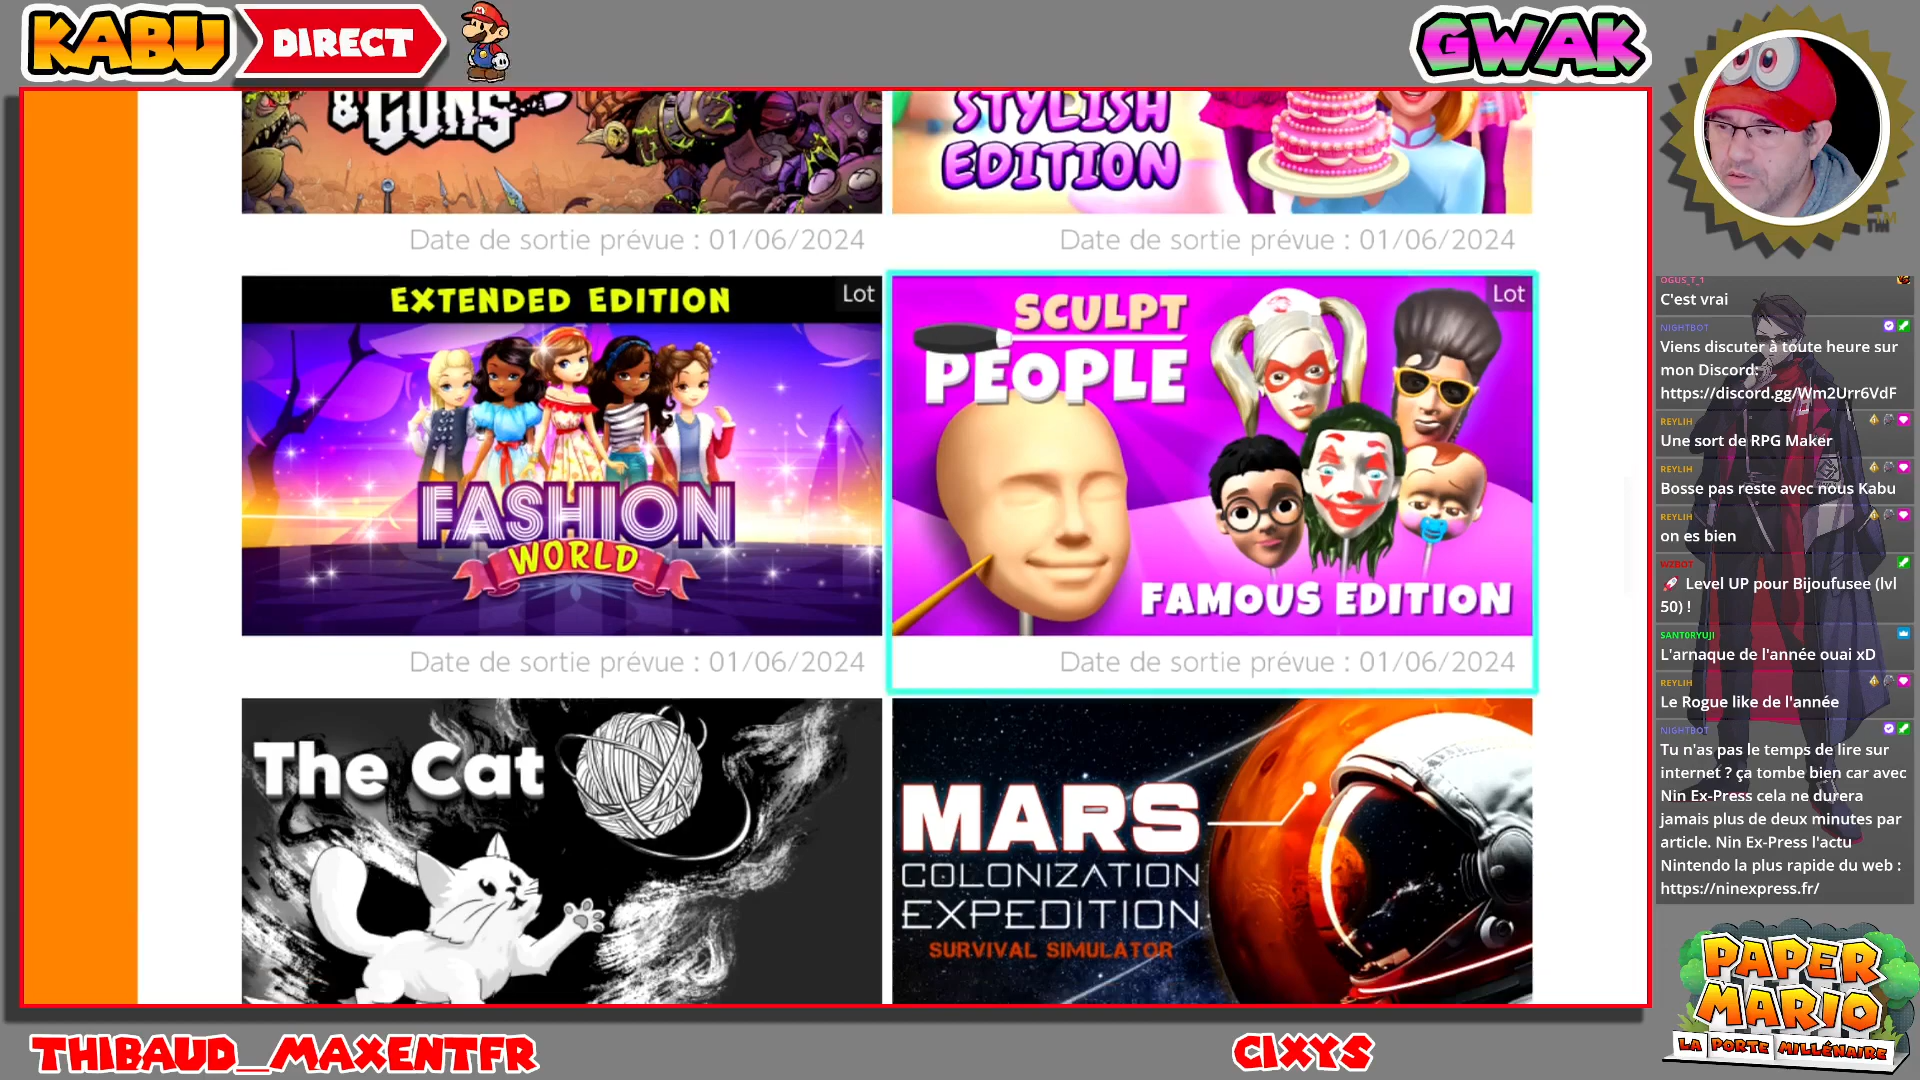 KABU DIRECT
GWAK
& GUNS
STYLISH
EDITION
Date de sortie prévue : 01/06/2024
Date de sortie prévue : 01/06/2024
EXTENDED EDITION
Lot
FASHION
WORLD
Lot
SCULPT
PEOPLE
FAMOUS EDITION
Date de sortie prévue : 01/06/2024
Date de sortie prévue : 01/06/2024
The Cat
MARS
COLONIZATION
EXPEDITION
SURVIVAL SIMULATOR
TM
OGUS_T_1
C'est vrai
NIGHTBOT
Viens discuter à toute heure sur
mon Discord:
https://discord.gg/Wm2Urr6VdF
REYLIH
Une sort de RPG Maker
REYLIH
Bosse pas reste avec nous Kabu
REYLIH
on es bien
WZBOT
🚀 Level UP pour Bijoufusee (lvl
50) !
SANT0RYUJI
L'arnaque de l'année ouai xD
REYLIH
Le Rogue like de l'année
NIGHTBOT
Tu n'as pas le temps de lire sur
internet ? ça tombe bien car avec
Nin Ex-Press cela ne durera
jamais plus de deux minutes par
article. Nin Ex-Press l'actu
Nintendo la plus rapide du web :
https://ninexpress.fr/
PAPER
MARIO
LA PORTE MILLÉNAIRE
THIBAUD_MAXENTFR
CIXYS